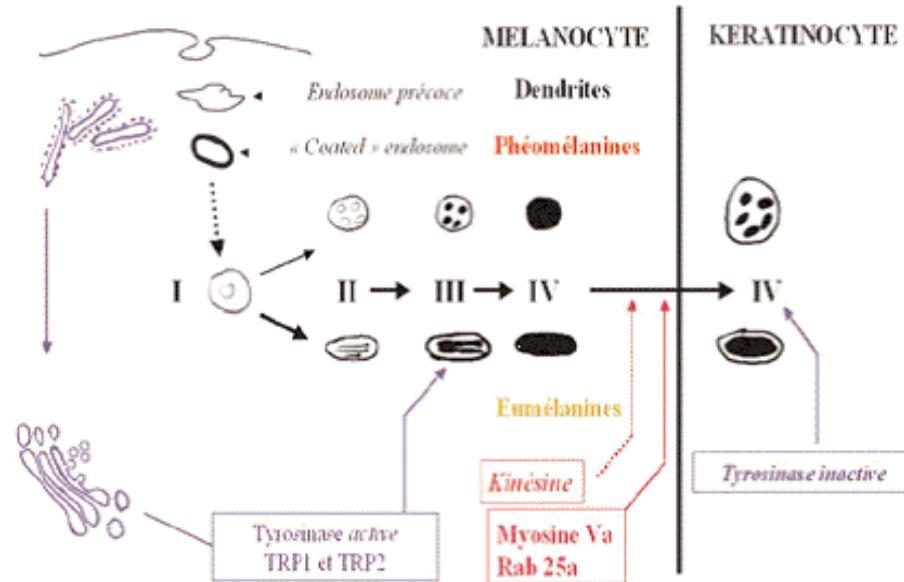 MELANOCYTE
KERATINOCYTE
Endosome précoce
Dendrites
« Coated » endosome
Phéomélanines
I
II
III
IV
IV
Eumélanines
Kinésine
Tyrosinase inactive
Tyrosinase active
TRP1 et TRP2
Myosine Va
Rab 25a